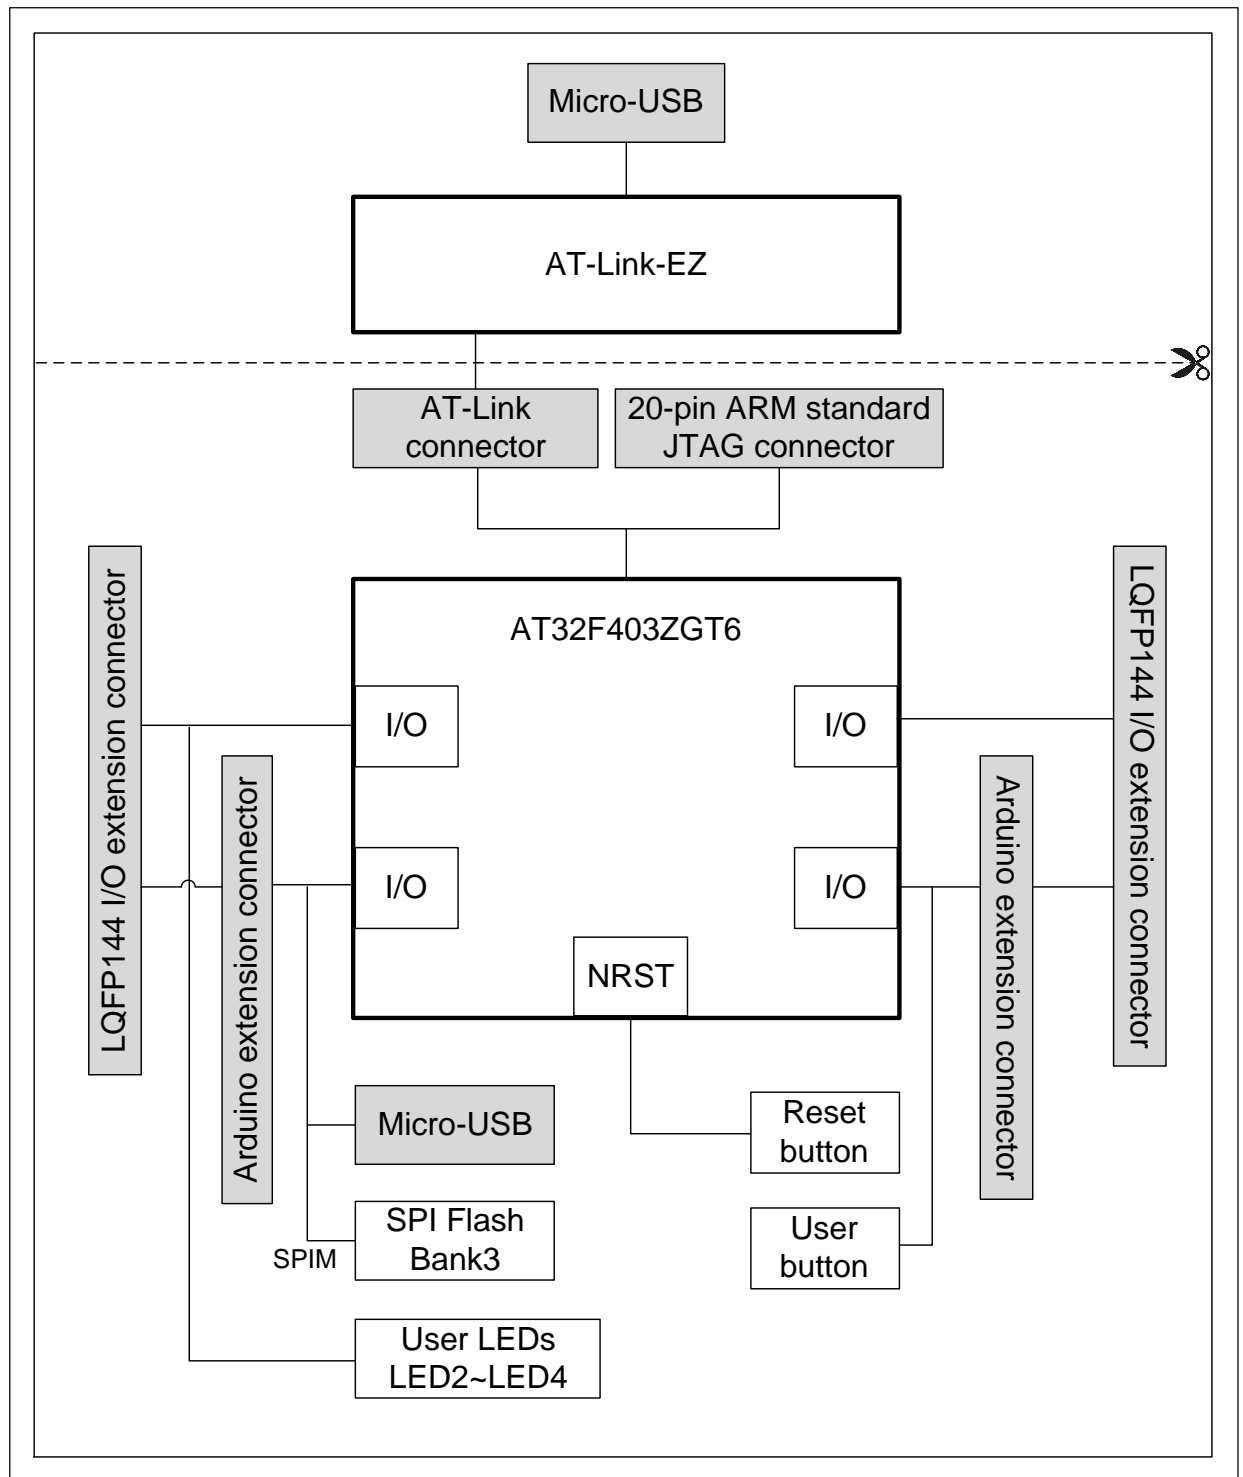 Micro-USB
AT-Link-EZ
AT-Link
connector
20-pin ARM standard
JTAG connector
LQFP144 I/O extension connector
AT32F403ZGT6
LQFP144 I/O extension connector
I/O
I/O
Arduino extension connector
Arduino extension connector
I/O
I/O
NRST
Micro-USB
Reset
button
SPI Flash
Bank3
SPIM
User
button
User LEDs
LED2~LED4